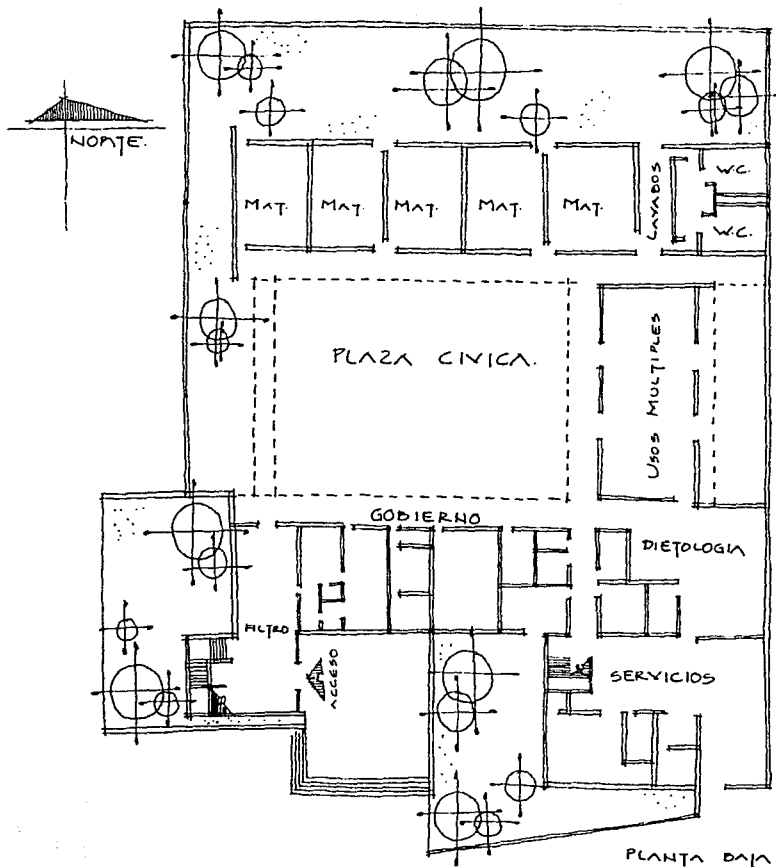 NORTE.
MAT.
MAT.
MAT.
MAT.
MAT.
LAVABOS
W.C.
W.C.
PLAZA CIVICA.
USOS MULTIPLES
GOBIERNO
DIETOLOGIA
FILTRO
ACCESO
SERVICIOS
PLANTA BAJA